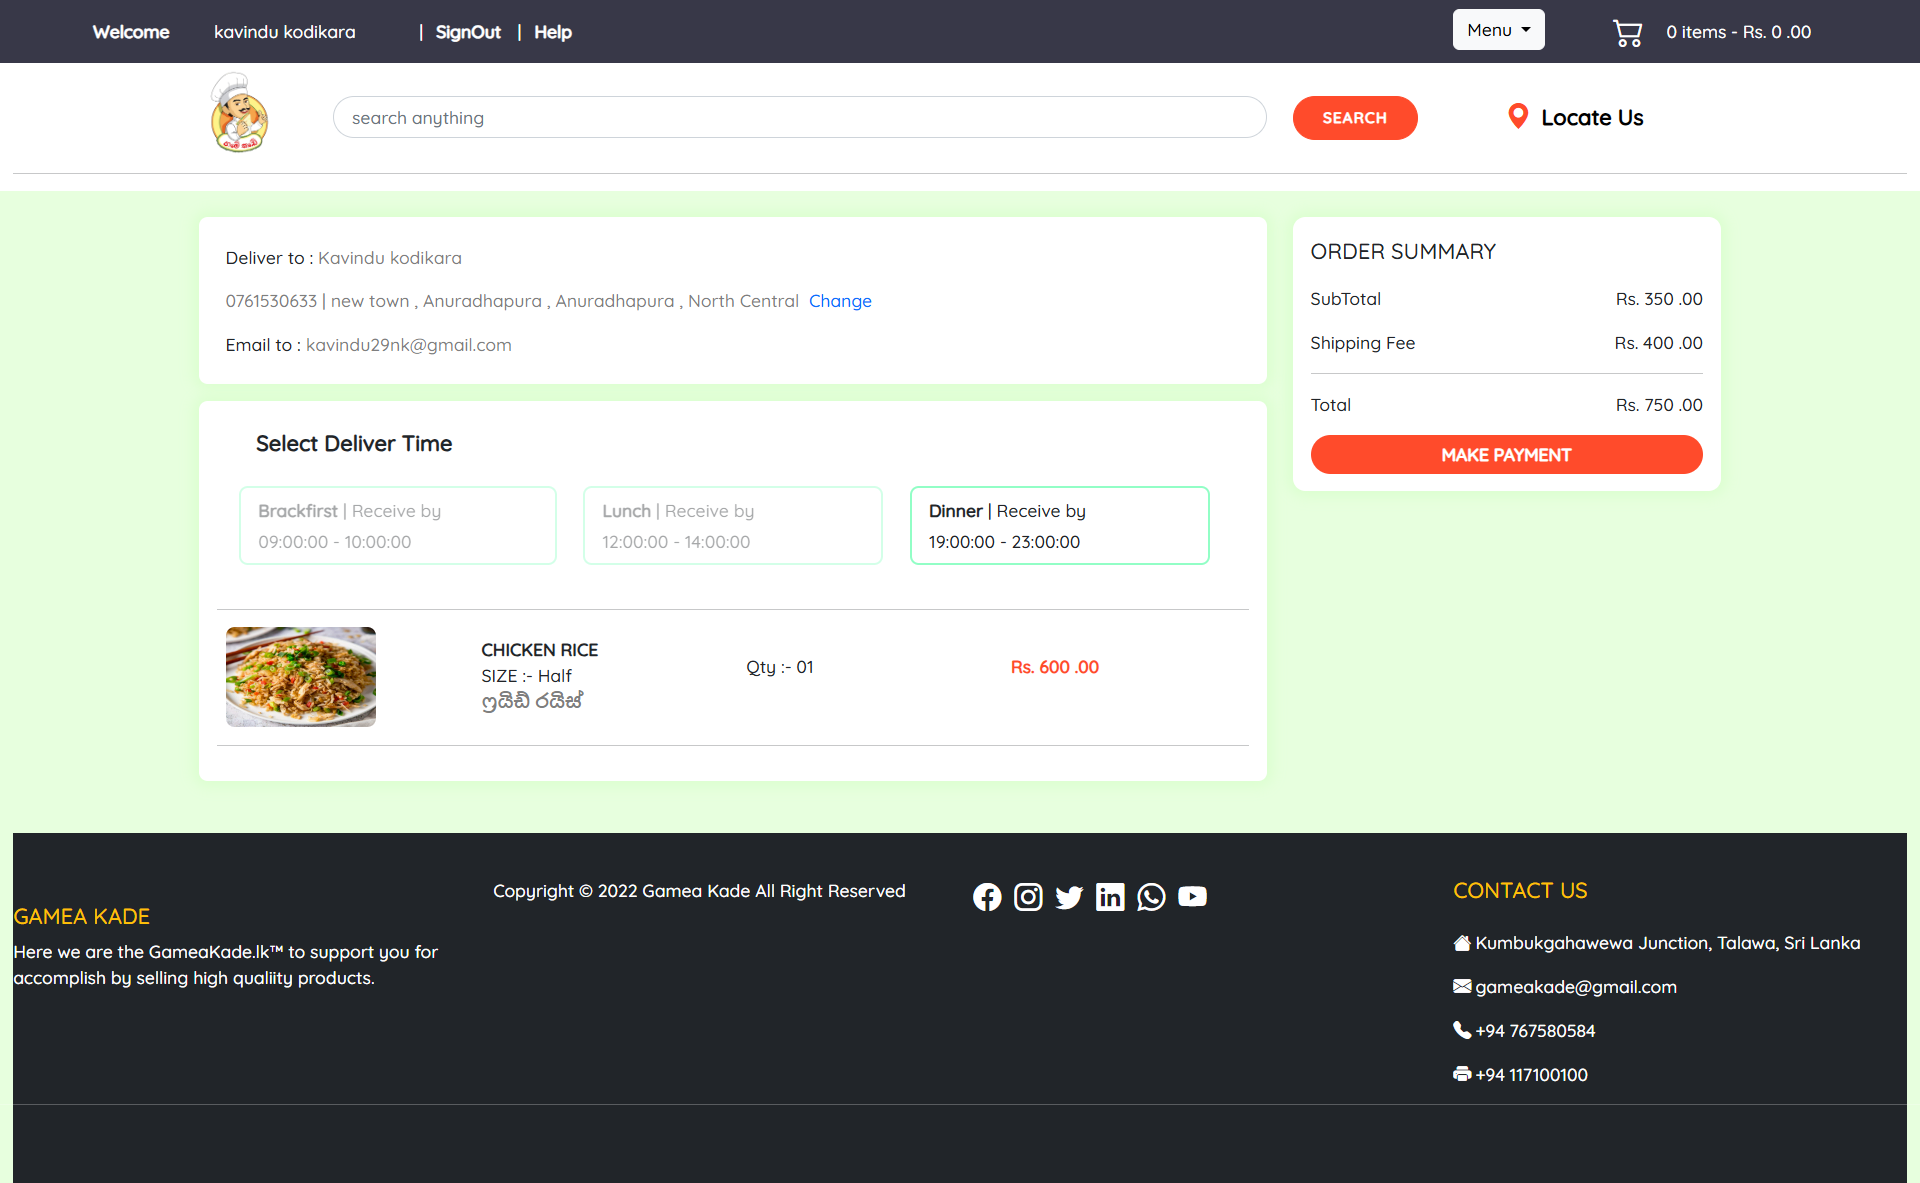 Welcome kavindu kodikara | SignOut | Help Menu 0 items - Rs. 0 .00
search anything SEARCH Locate Us
Deliver to : Kavindu kodikara
0761530633 | new town , Anuradhapura , Anuradhapura , North Central Change
Email to : kavindu29nk@gmail.com
ORDER SUMMARY
SubTotal Rs. 350 .00
Shipping Fee Rs. 400 .00
Total Rs. 750 .00
MAKE PAYMENT
Select Deliver Time
Brackfirst | Receive by
09:00:00 - 10:00:00
Lunch | Receive by
12:00:00 - 14:00:00
Dinner | Receive by
19:00:00 - 23:00:00
CHICKEN RICE
SIZE :- Half
ෆ්‍රයිඩ් රයිස්
Qty :- 01
Rs. 600 .00
GAMEA KADE
Here we are the GameaKade.lk™ to support you for
accomplish by selling high qualiity products.
Copyright © 2022 Gamea Kade All Right Reserved
CONTACT US
Kumbukgahawewa Junction, Talawa, Sri Lanka
gameakade@gmail.com
+94 767580584
+94 117100100